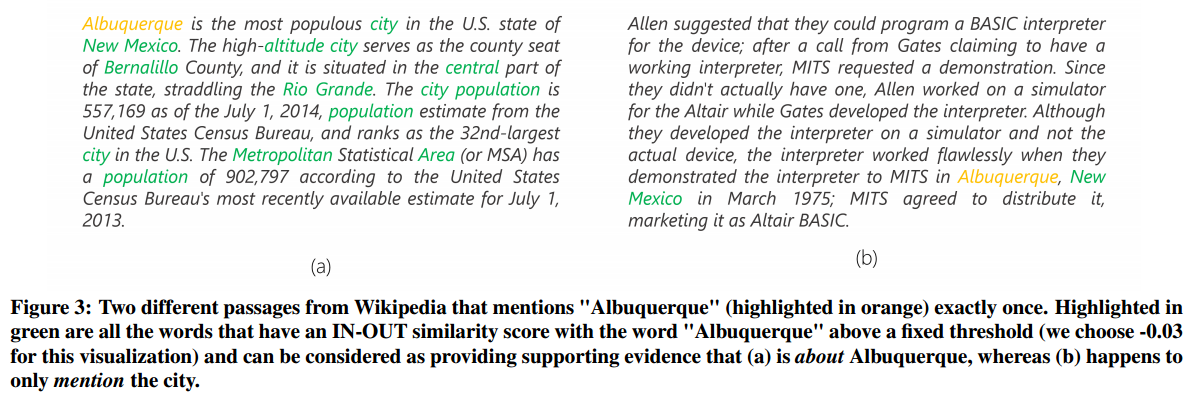 Albuquerque is the most populous city in the U.S. state of
New Mexico. The high-altitude city serves as the county seat
of Bernalillo County, and it is situated in the central part of
the state, straddling the Rio Grande. The city population is
557,169 as of the July 1, 2014, population estimate from the
United States Census Bureau, and ranks as the 32nd-largest
city in the U.S. The Metropolitan Statistical Area (or MSA) has
a population of 902,797 according to the United States
Census Bureau's most recently available estimate for July 1,
2013.
(a)
Allen suggested that they could program a BASIC interpreter
for the device; after a call from Gates claiming to have a
working interpreter, MITS requested a demonstration. Since
they didn't actually have one, Allen worked on a simulator
for the Altair while Gates developed the interpreter. Although
they developed the interpreter on a simulator and not the
actual device, the interpreter worked flawlessly when they
demonstrated the interpreter to MITS in Albuquerque, New
Mexico in March 1975; MITS agreed to distribute it,
marketing it as Altair BASIC.
(b)
Figure 3: Two different passages from Wikipedia that mentions "Albuquerque" (highlighted in orange) exactly once. Highlighted in
green are all the words that have an IN-OUT similarity score with the word "Albuquerque" above a fixed threshold (we choose -0.03
for this visualization) and can be considered as providing supporting evidence that (a) is about Albuquerque, whereas (b) happens to
only mention the city.